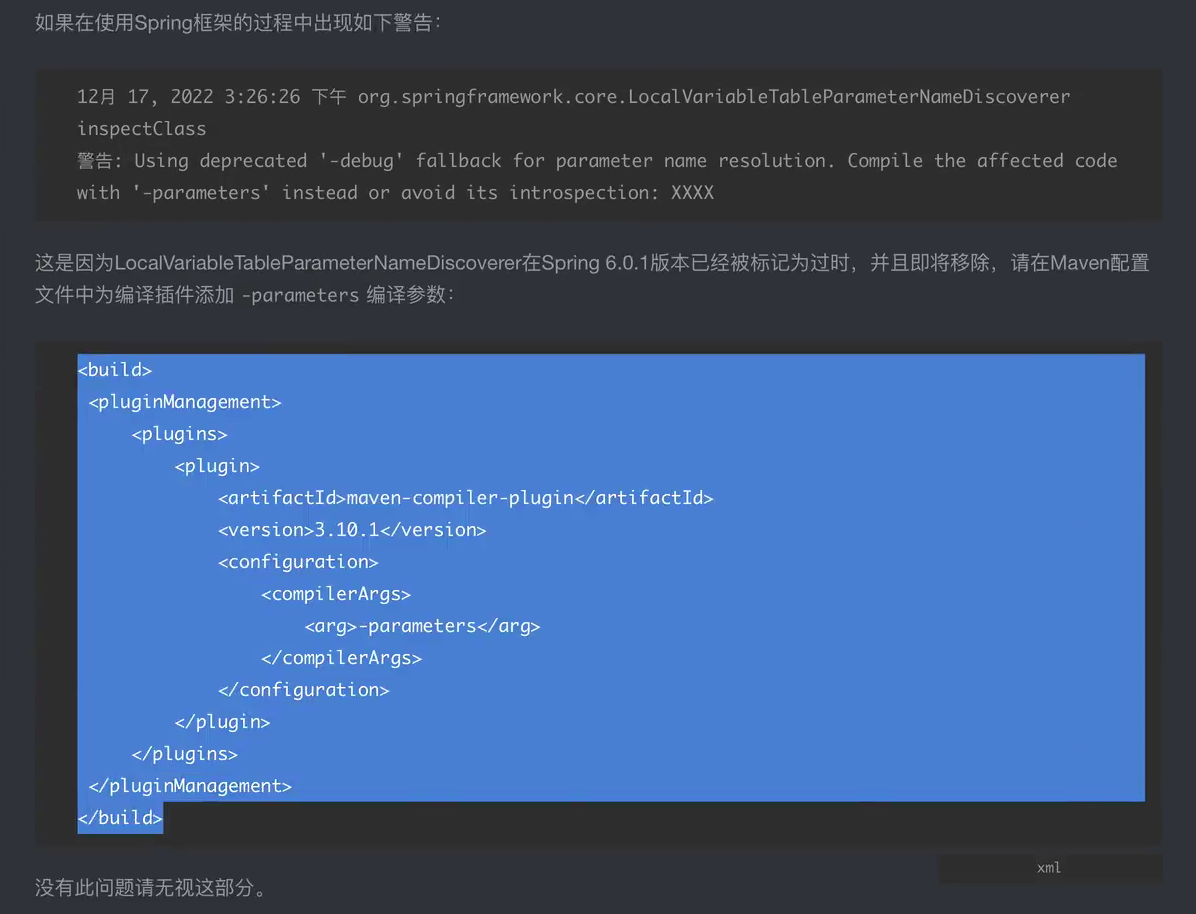 如果在使用Spring框架的过程中出现如下警告：
12月 17, 2022 3:26:26 下午 org.springframework.core.LocalVariableTableParameterNameDiscoverer
inspectClass
警告: Using deprecated '-debug' fallback for parameter name resolution. Compile the affected code
with '-parameters' instead or avoid its introspection: XXXX
这是因为LocalVariableTableParameterNameDiscoverer在Spring 6.0.1版本已经被标记为过时，并且即将移除，请在Maven配置
文件中为编译插件添加 -parameters 编译参数：
<build>
 <pluginManagement>
     <plugins>
         <plugin>
             <artifactId>maven-compiler-plugin</artifactId>
             <version>3.10.1</version>
             <configuration>
                 <compilerArgs>
                     <arg>-parameters</arg>
                 </compilerArgs>
             </configuration>
         </plugin>
     </plugins>
 </pluginManagement>
</build>
xml
没有此问题请无视这部分。